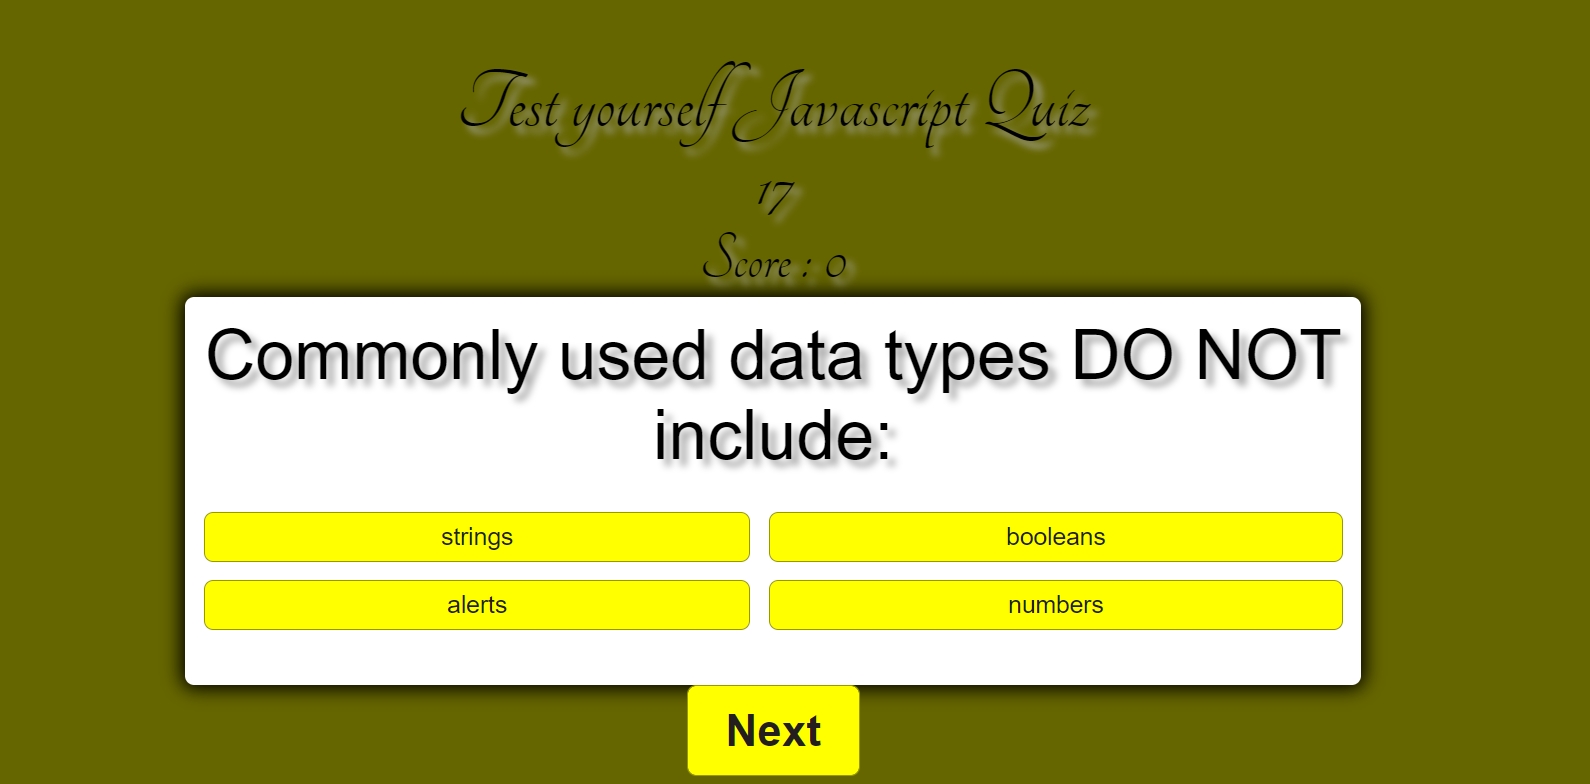 Test yourself Javascript Quiz
17
Score : 0
Commonly used data types DO NOT
include:
strings
booleans
alerts
numbers
Next